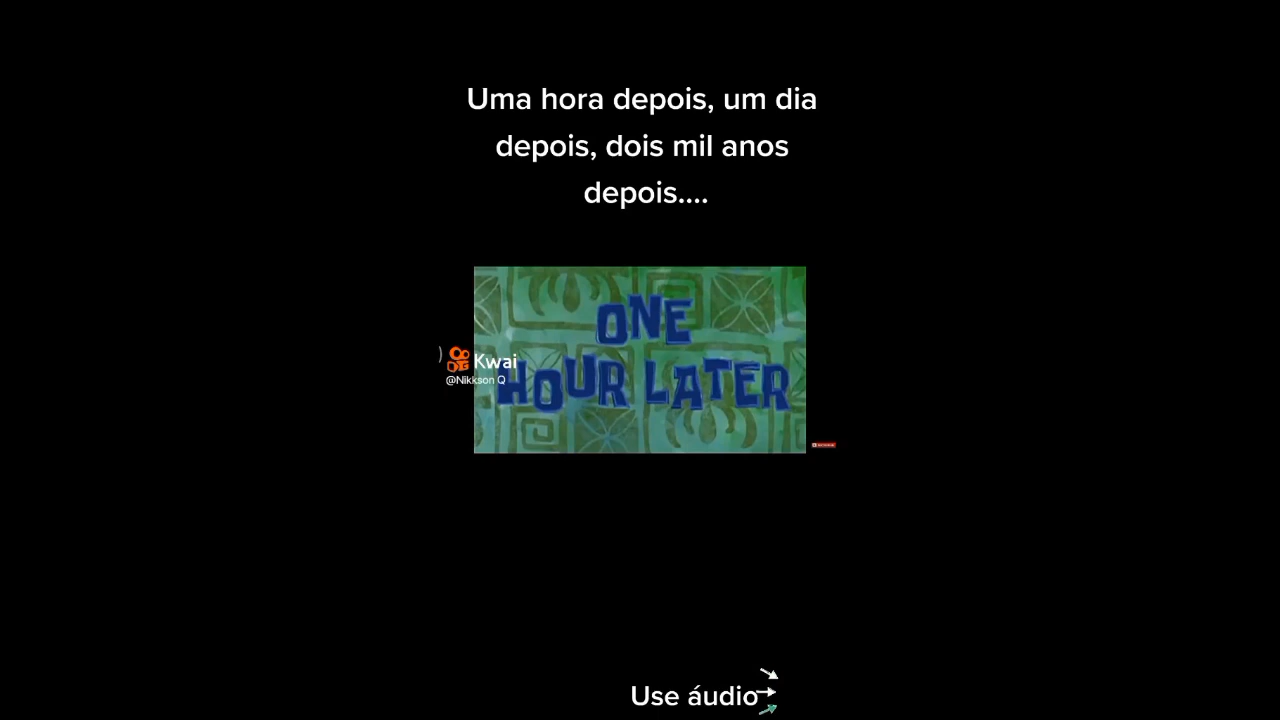 Uma hora depois, um dia
depois, dois mil anos
depois....
ONE
HOUR LATER
Kwai
@Nikkson Q
Use áudio